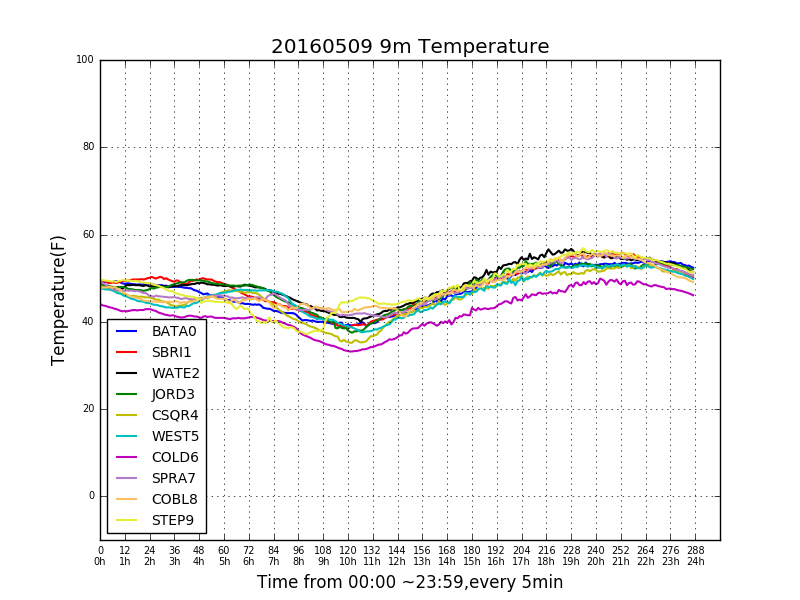 20160509 9m Temperature
100
80
60
40
20
0
Temperature(F)
BATA0
SBRI1
WATE2
JORD3
CSQR4
WEST5
COLD6
SPRA7
COBL8
STEP9
0 12 24 36 48 60 72 84 96 108 120 132 144 156 168 180 192 204 216 228 240 252 264 276 288
0h 1h 2h 3h 4h 5h 6h 7h 8h 9h 10h 11h 12h 13h 14h 15h 16h 17h 18h 19h 20h 21h 22h 23h 24h
Time from 00:00 ~23:59,every 5min